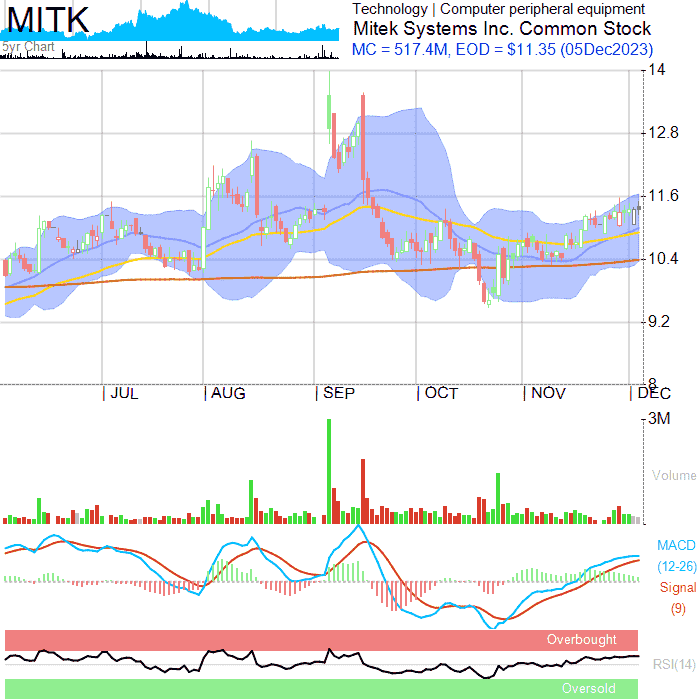 MITK
5yr Chart
Technology | Computer peripheral equipment
Mitek Systems Inc. Common Stock
MC = 517.4M, EOD = $11.35 (05Dec2023)
14
12.8
11.6
10.4
9.2
8
JUL
AUG
SEP
OCT
NOV
DEC
3M
Volume
MACD
(12-26)
Signal
(9)
Overbought
RSI(14)
Oversold